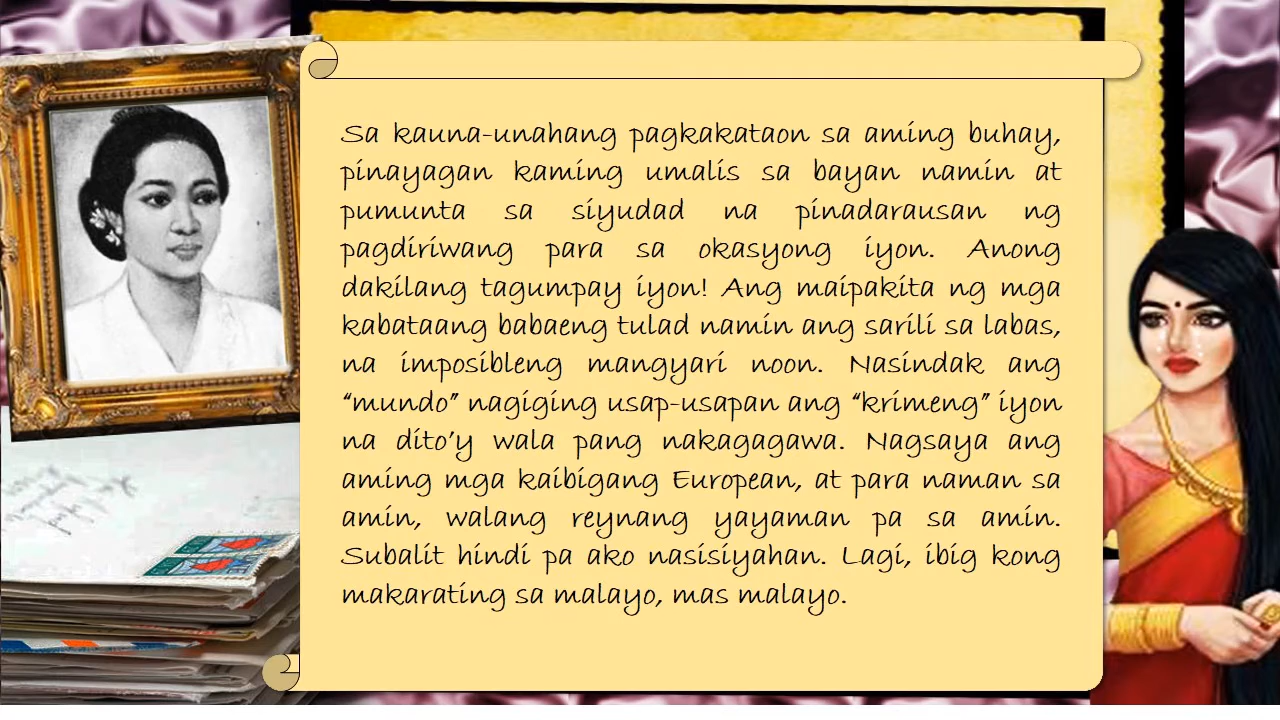 Sa kauna-unahang pagkakataon sa aming buhay,
pinayagan kaming umalis sa bayan namin at
pumunta sa siyudad na pinadarausan ng
pagdiriwang para sa okasyong iyon. Anong
dakilang tagumpay iyon! Ang maipakita ng mga
kabataang babaeng tulad namin ang sarili sa labas,
na imposibleng mangyari noon. Nasindak ang
“mundo” nagiging usap-usapan ang “krimeng” iyon
na dito’y wala pang nakagagawa. Nagsaya ang
aming mga kaibigang European, at para naman sa
amin, walang reynang yayaman pa sa amin.
Subalit hindi pa ako nasisiyahan. Lagi, ibig kong
makarating sa malayo, mas malayo.